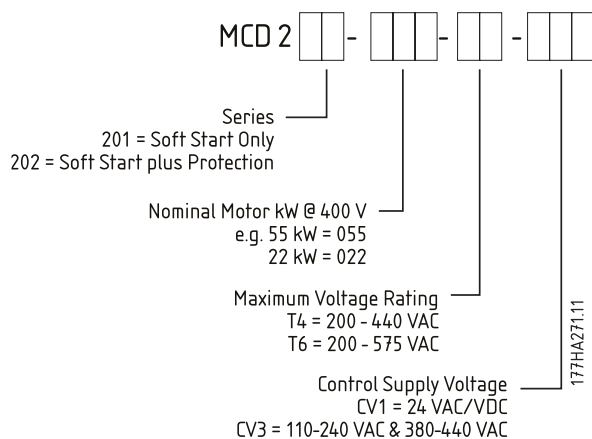 MCD 2 - - -
Series
201 = Soft Start Only
202 = Soft Start plus Protection
Nominal Motor kW @ 400 V
e.g. 55 kW = 055
22 kW = 022
Maximum Voltage Rating
T4 = 200 - 440 VAC
T6 = 200 - 575 VAC
Control Supply Voltage
CV1 = 24 VAC/VDC
CV3 = 110-240 VAC & 380-440 VAC
177HA271.11